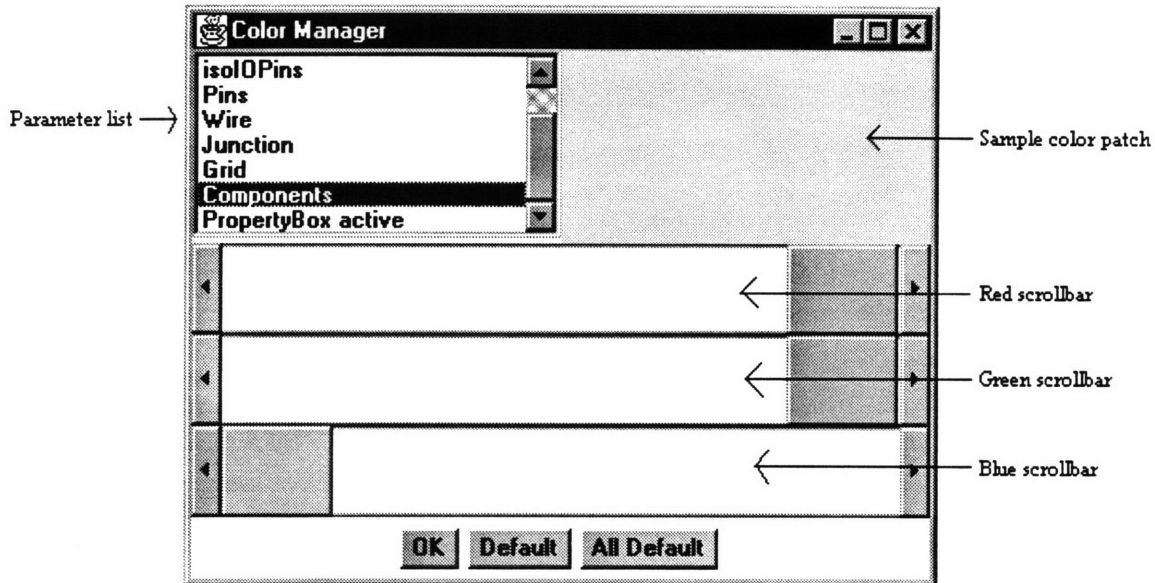 Color Manager
isoIOPins
Pins
Wire
Junction
Grid
Components
PropertyBox active
Parameter list
Sample color patch
Red scrollbar
Green scrollbar
Blue scrollbar
OK Default All Default